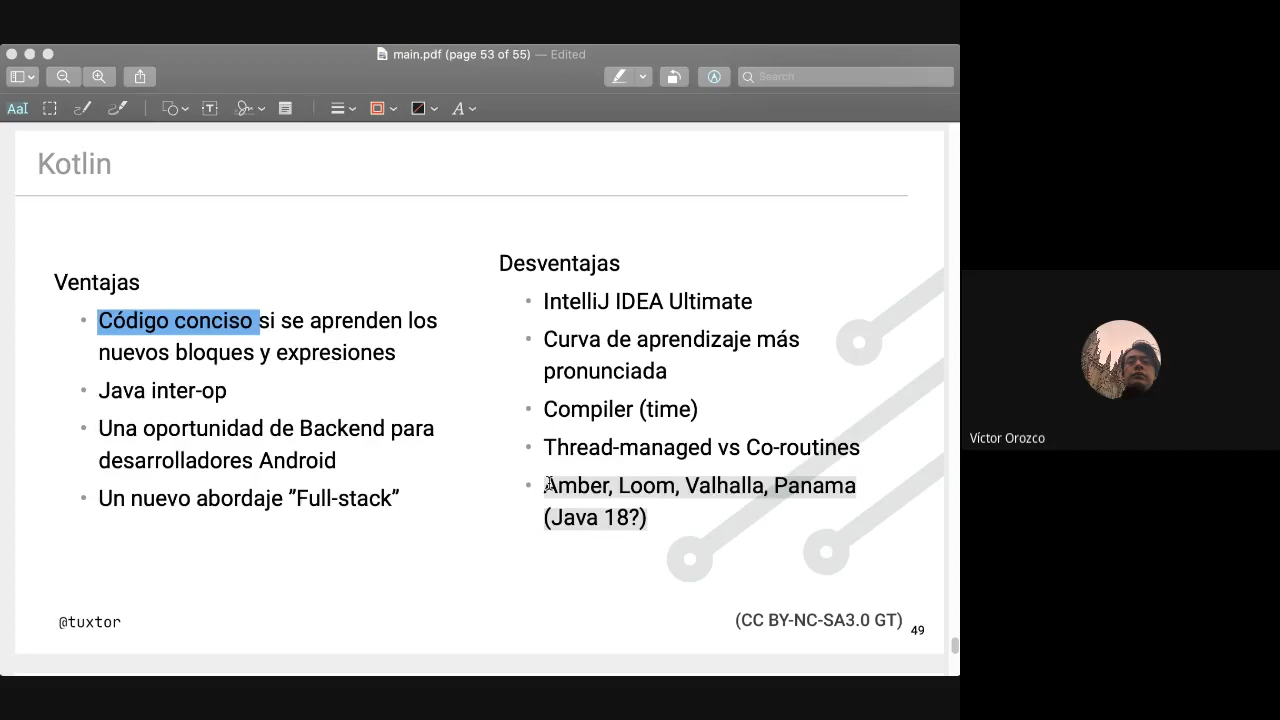 main.pdf (page 53 of 55) — Edited
Search
AaI
T
A
Kotlin
Ventajas
• Código conciso si se aprenden los
nuevos bloques y expresiones
• Java inter-op
• Una oportunidad de Backend para
desarrolladores Android
• Un nuevo abordaje ”Full-stack”
Desventajas
• IntelliJ IDEA Ultimate
• Curva de aprendizaje más
pronunciada
• Compiler (time)
• Thread-managed vs Co-routines
• Amber, Loom, Valhalla, Panama
(Java 18?)
@tuxtor
(CC BY-NC-SA3.0 GT)
49
Víctor Orozco